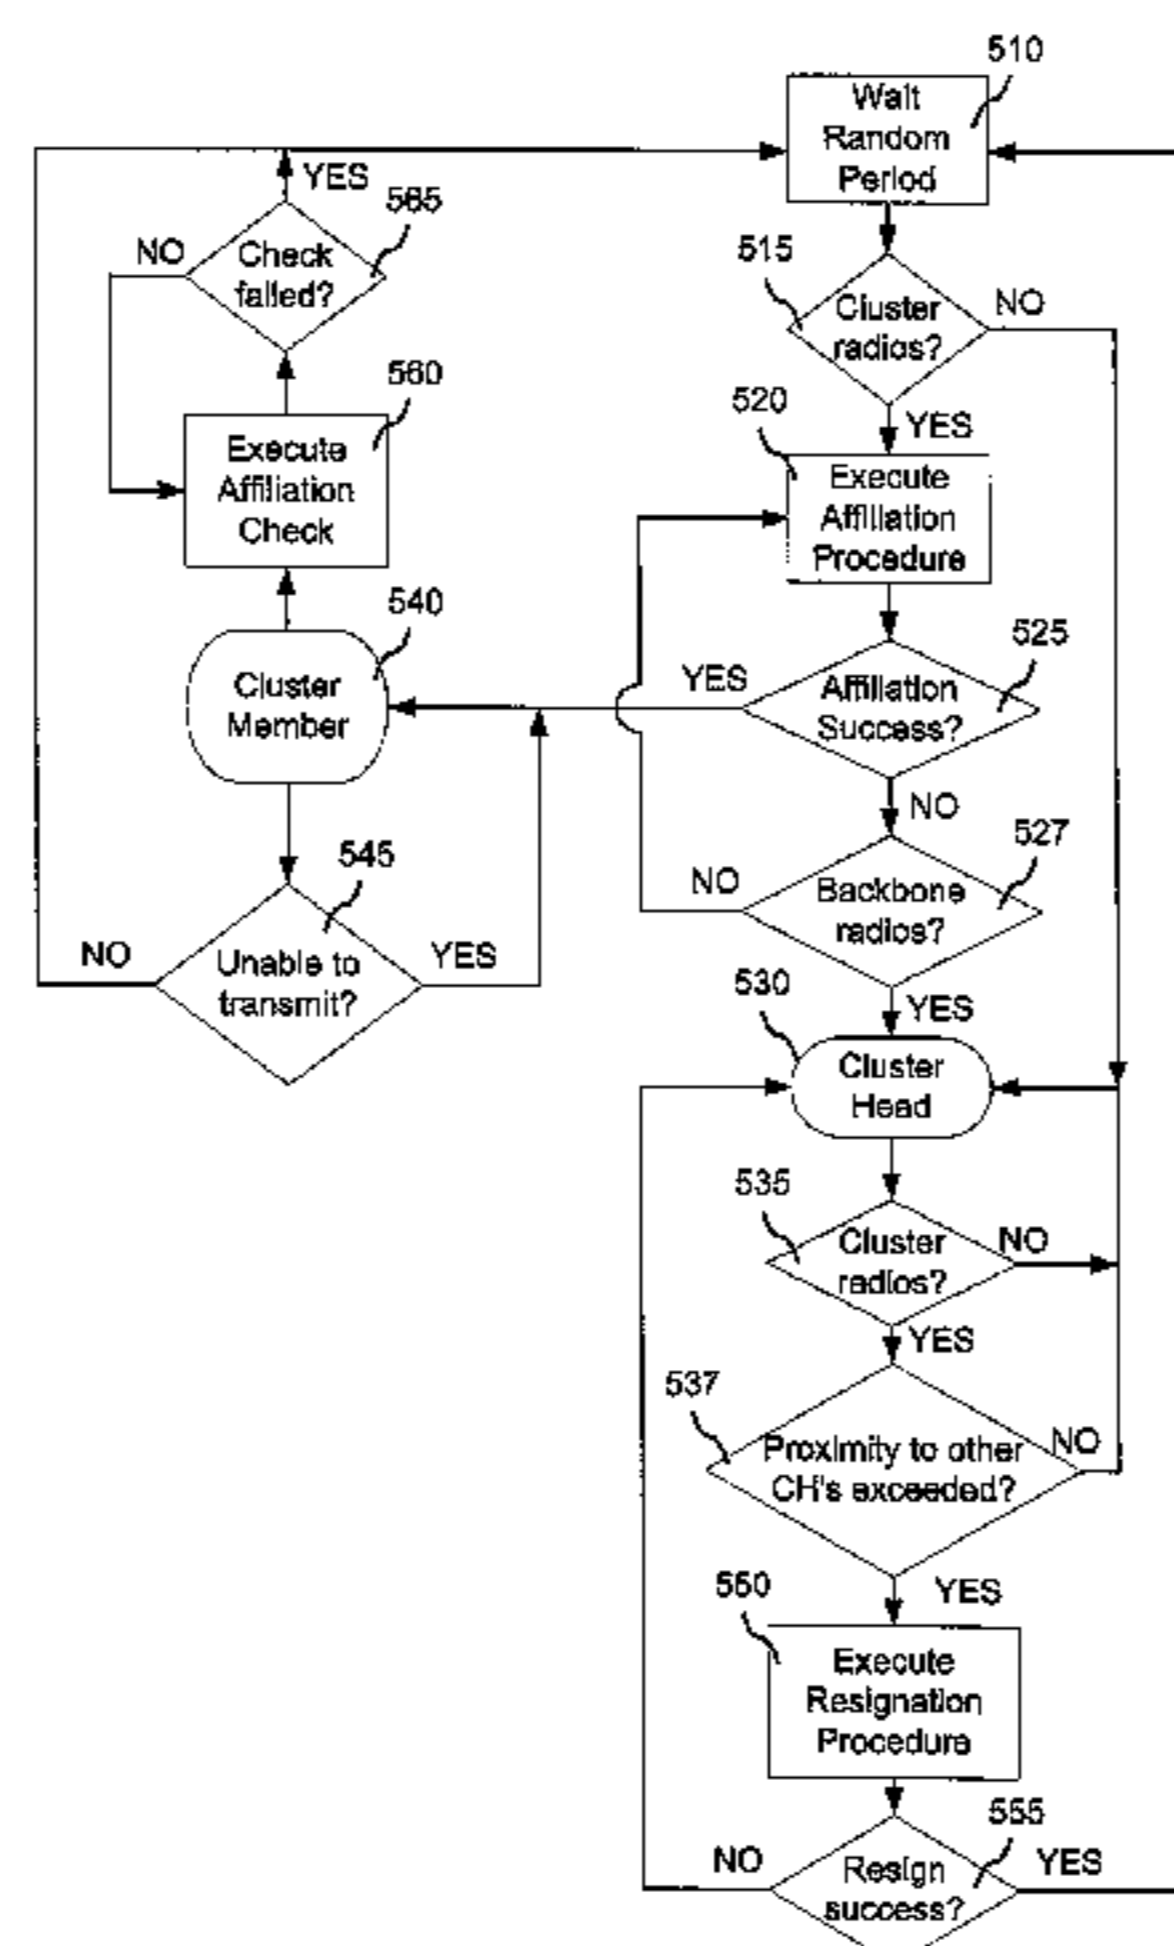 510
Wait
Random
Period
YES
565
NO
Check
failed?
515
Cluster
radios?
NO
560
Execute
Affiliation
Check
520
YES
Execute
Affiliation
Procedure
540
Cluster
Member
525
YES
Affiliation
Success?
NO
527
NO
Backbone
radios?
545
NO
Unable to
transmit?
YES
530
YES
Cluster
Head
535
Cluster
radios?
NO
YES
537
Proximity to other
CH's exceeded?
NO
550
YES
Execute
Resignation
Procedure
555
NO
Resign
success?
YES